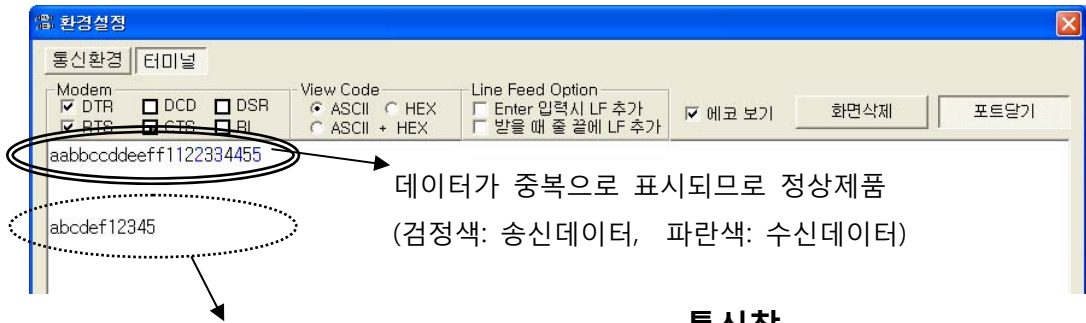 환경설정
통신환경 터미널
Modem View Code Line Feed Option
DTR DCD DSR ASCII HEX Enter 입력시 LF 추가 에코 보기 화면삭제 포트닫기
RTS CTS RI ASCII + HEX 받을 때 줄 끝에 LF 추가
aabbccddeeff1122334455
데이터가 중복으로 표시되므로 정상제품
abcdef12345
(검정색: 송신데이터, 파란색: 수신데이터)